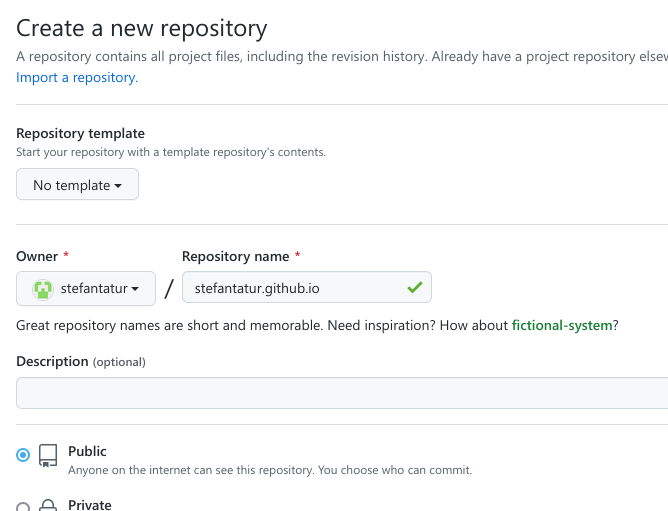 Create a new repository
A repository contains all project files, including the revision history. Already have a project repository
Import a repository.
Repository template
Start your repository with a template repository's contents.
No template
Owner *
Repository name *
stefantatur / stefantatur.github.io
Great repository names are short and memorable. Need inspiration? How about fictional-system?
Description (optional)
Public
Anyone on the internet can see this repository. You choose who can commit.
Private